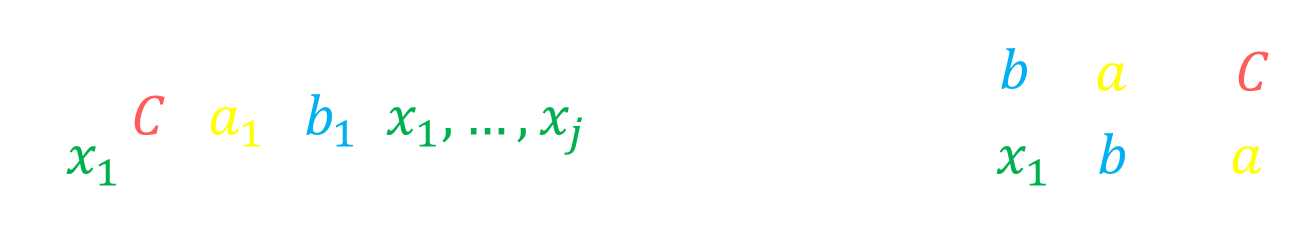 C a₁ b₁ x₁, … , xⱼ
x₁
b a C
x₁ b a